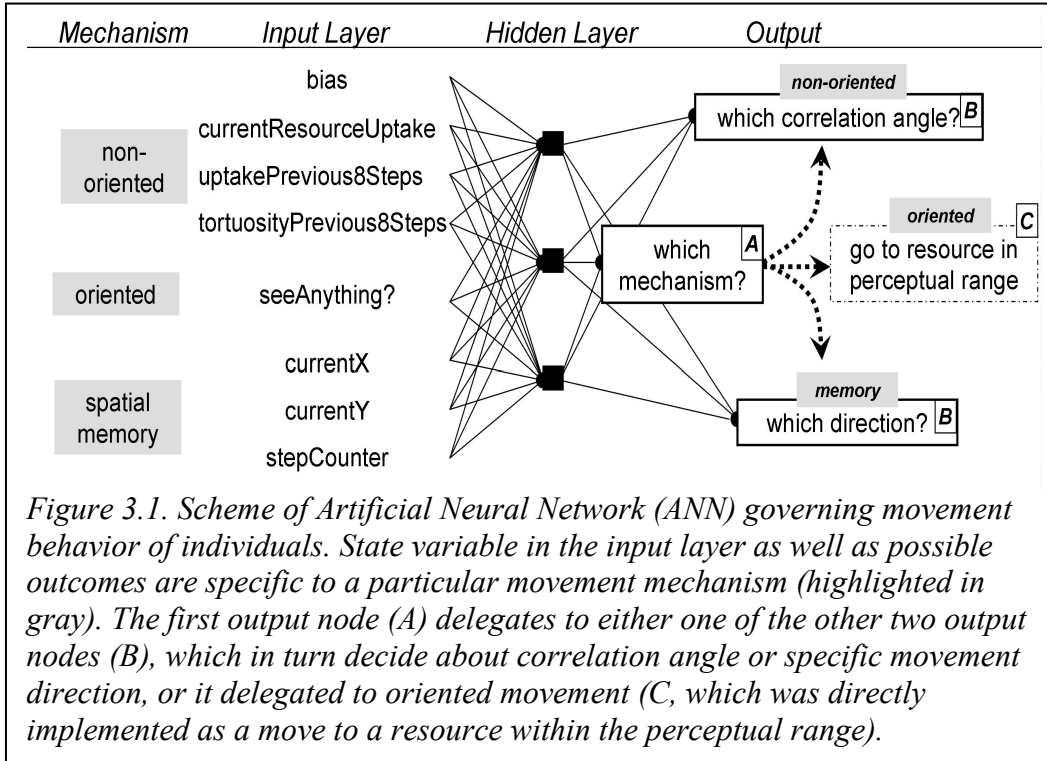 Mechanism Input Layer Hidden Layer Output
bias
currentResourceUptake
uptakePrevious8Steps
tortuosityPrevious8Steps
seeAnything?
currentX
currentY
stepCounter
non-
oriented
oriented
spatial
memory
which
mechanism?
A
non-oriented
which correlation angle?
B
oriented
C
go to resource in
perceptual range
memory
which direction?
B
Figure 3.1. Scheme of Artificial Neural Network (ANN) governing movement
behavior of individuals. State variable in the input layer as well as possible
outcomes are specific to a particular movement mechanism (highlighted in
gray). The first output node (A) delegates to either one of the other two output
nodes (B), which in turn decide about correlation angle or specific movement
direction, or it delegated to oriented movement (C, which was directly
implemented as a move to a resource within the perceptual range).